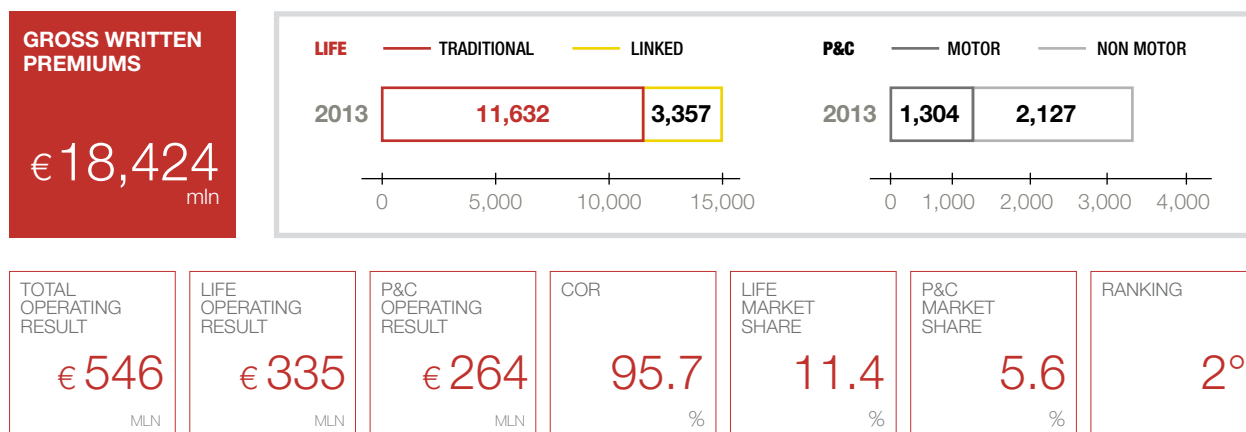 GROSS WRITTEN
PREMIUMS
€ 18,424
mln
LIFE TRADITIONAL LINKED
2013 11,632 3,357
0 5,000 10,000 15,000
P&C MOTOR NON MOTOR
2013 1,304 2,127
0 1,000 2,000 3,000 4,000
TOTAL
OPERATING
RESULT
€ 546
MLN
LIFE
OPERATING
RESULT
€ 335
MLN
P&C
OPERATING
RESULT
€ 264
MLN
COR
95.7
%
LIFE
MARKET
SHARE
11.4
%
P&C
MARKET
SHARE
5.6
%
RANKING
2°